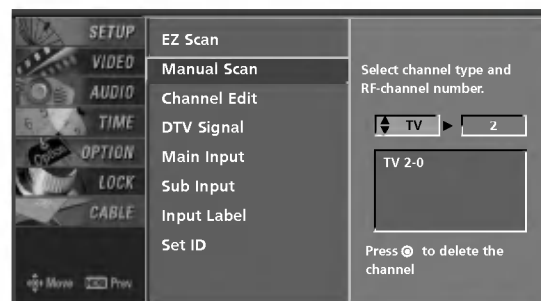 SETUP
VIDEO
AUDIO
TIME
OPTION
LOCK
CABLE
Move Prev
EZ Scan
Manual Scan
Channel Edit
DTV Signal
Main Input
Sub Input
Input Label
Set ID
Select channel type and
RF-channel number.
TV 2
TV 2-0
Press to delete the
channel